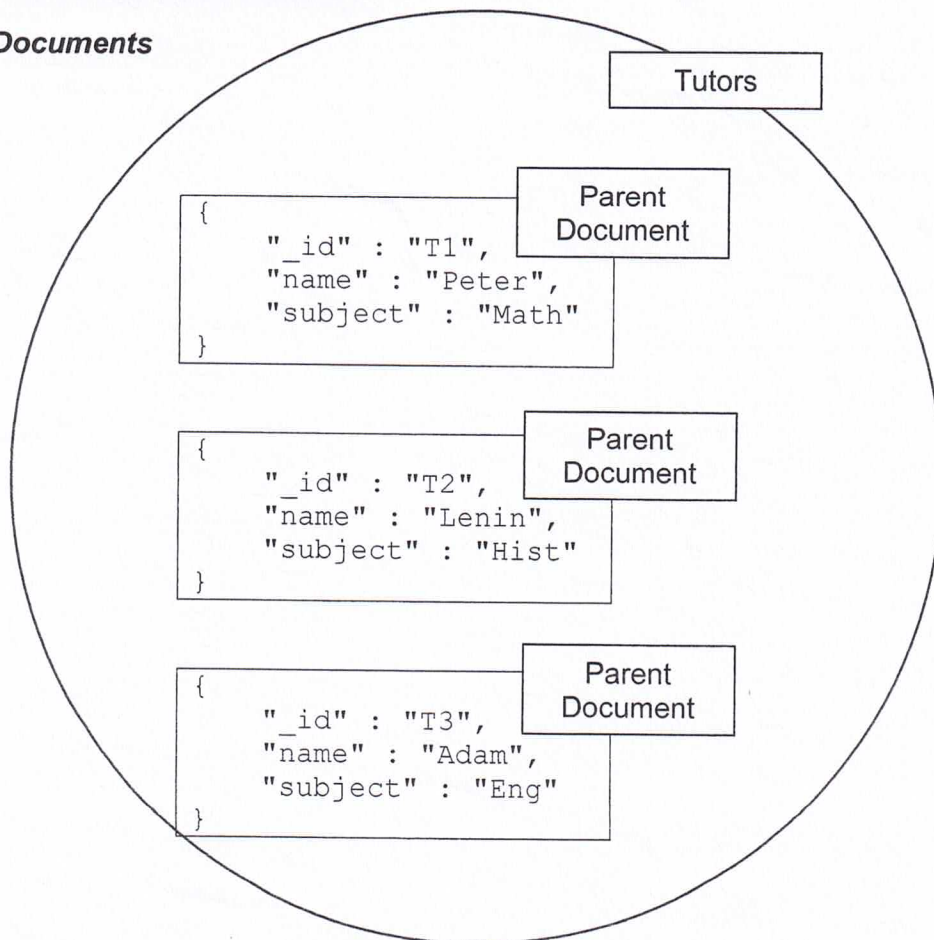 Documents
Tutors
Parent
Document
{
"_id" : "T1",
"name" : "Peter",
"subject" : "Math"
}
Parent
Document
{
"_id" : "T2",
"name" : "Lenin",
"subject" : "Hist"
}
Parent
Document
{
"_id" : "T3",
"name" : "Adam",
"subject" : "Eng"
}